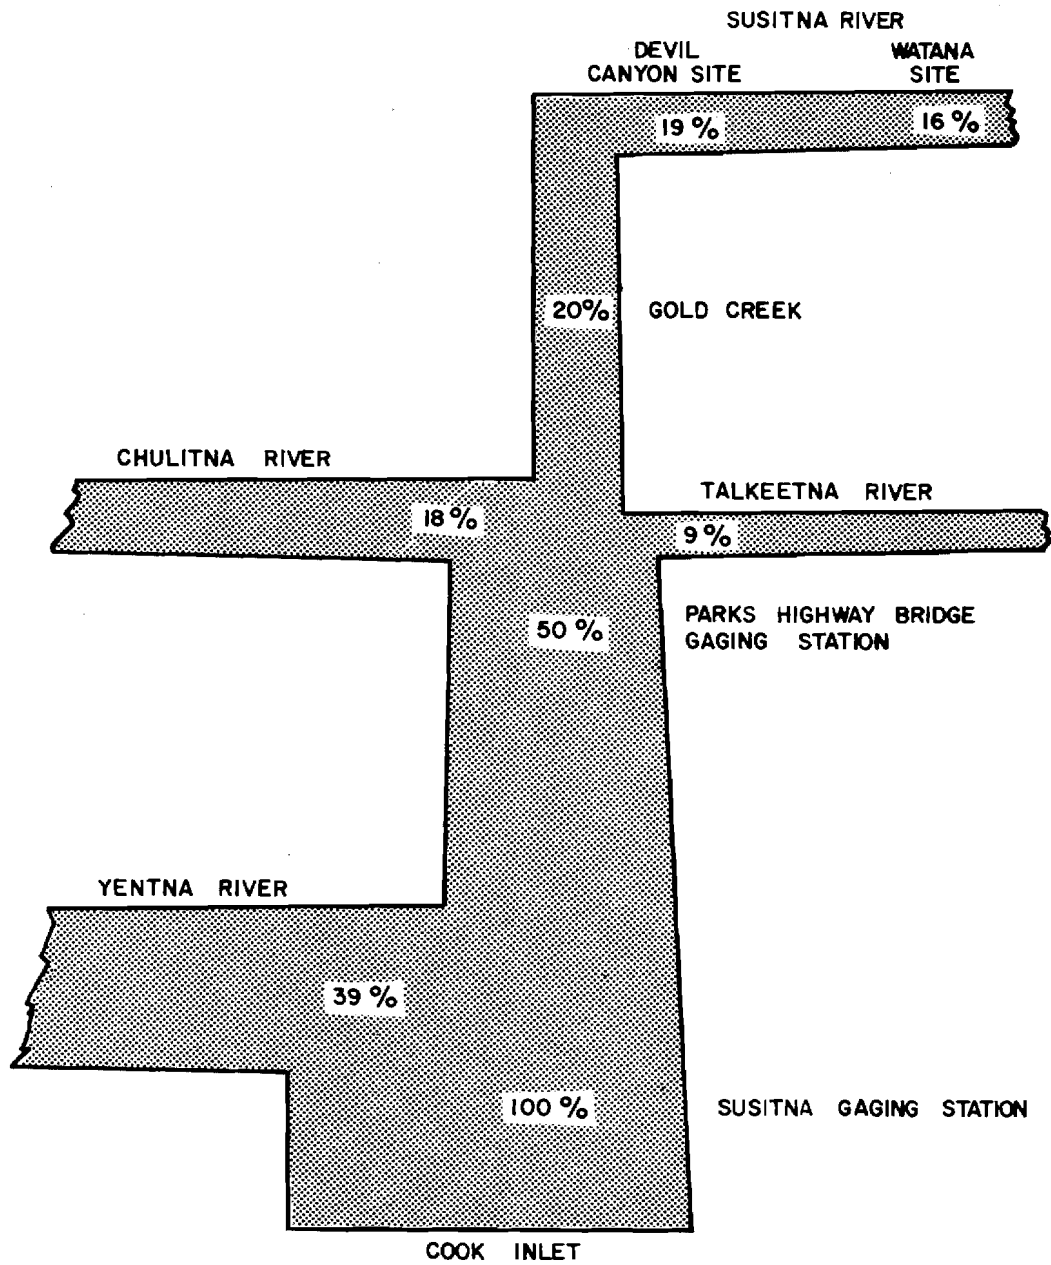 SUSITNA RIVER
DEVIL
CANYON SITE
WATANA
SITE
19%
16%
20%
GOLD CREEK
CHULITNA RIVER
TALKEETNA RIVER
18%
9%
50%
PARKS HIGHWAY BRIDGE
GAGING STATION
YENTNA RIVER
39%
100%
SUSITNA GAGING STATION
COOK INLET